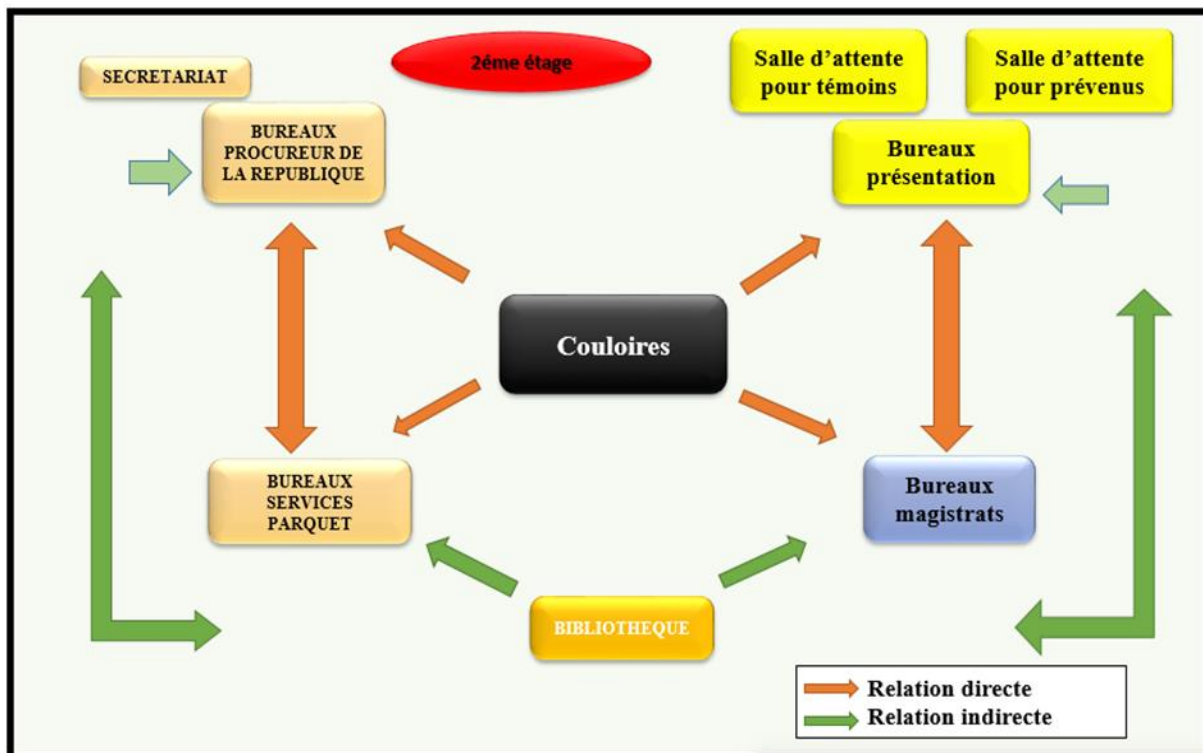 2éme étage
SECRETARIAT
BUREAUX
PROCUREUR DE
LA REPUBLIQUE
Salle d’attente
pour témoins
Salle d’attente
pour prévenus
Bureaux
présentation
Couloires
BUREAUX
SERVICES
PARQUET
Bureaux
magistrats
BIBLIOTHEQUE
Relation directe
Relation indirecte